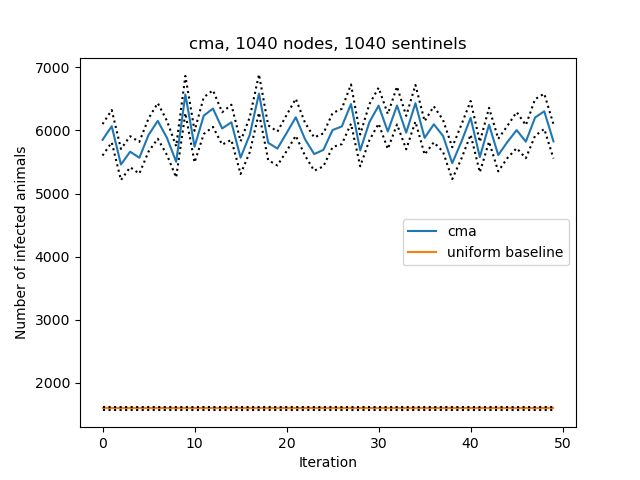 cma, 1040 nodes, 1040 sentinels
Number of infected animals
7000
6000
5000
4000
3000
2000
cma
uniform baseline
0
10
20
30
40
50
Iteration